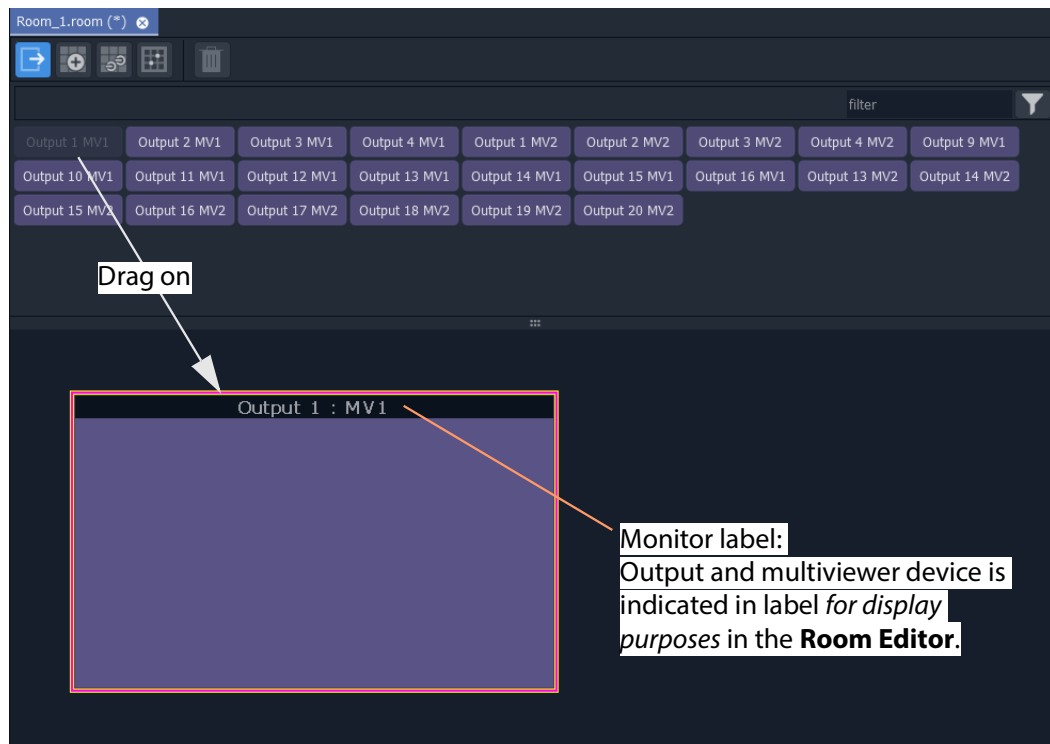 Room_1.room (*)
filter
Output 1 MV1 Output 2 MV1 Output 3 MV1 Output 4 MV1 Output 1 MV2 Output 2 MV2 Output 3 MV2 Output 4 MV2 Output 9 MV1
Output 10 MV1 Output 11 MV1 Output 12 MV1 Output 13 MV1 Output 14 MV1 Output 15 MV1 Output 16 MV1 Output 13 MV2 Output 14 MV2
Output 15 MV2 Output 16 MV2 Output 17 MV2 Output 18 MV2 Output 19 MV2 Output 20 MV2
Drag on
Output 1 : MV1
Monitor label:
Output and multiviewer device is
indicated in label for display
purposes in the Room Editor.